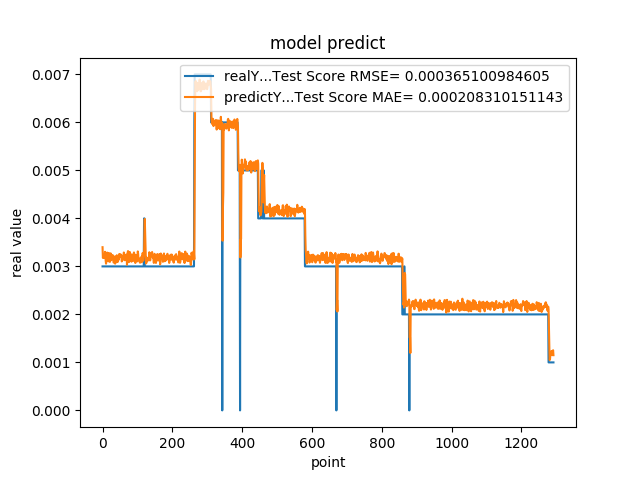 model predict
realY...Test Score RMSE= 0.000365100984605
predictY...Test Score MAE= 0.000208310151143
real value
0.007
0.006
0.005
0.004
0.003
0.002
0.001
0.000
0 200 400 600 800 1000 1200
point